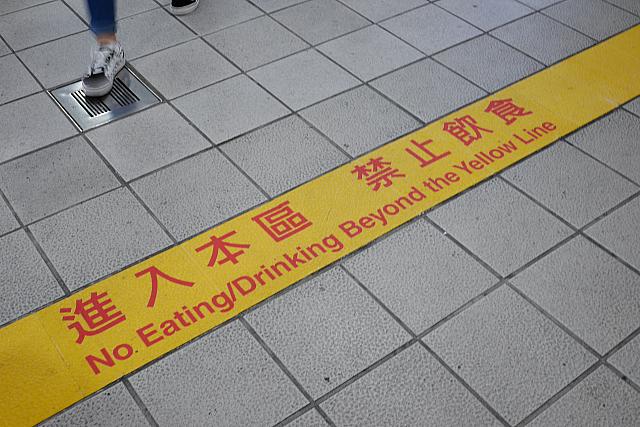 進入本區 禁止飲食
No Eating/Drinking Beyond the Yellow Line